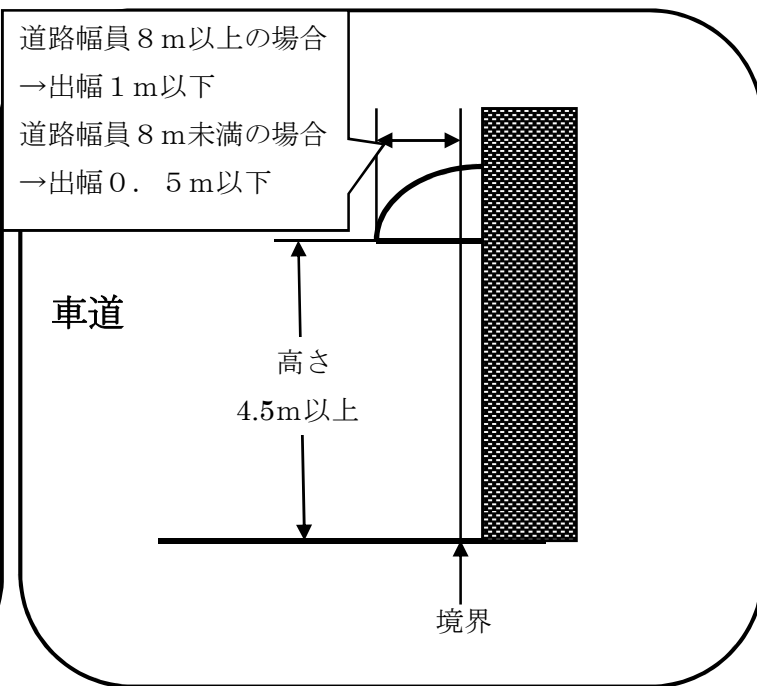 道路幅員８ｍ以上の場合
→出幅１ｍ以下
道路幅員８ｍ未満の場合
→出幅０．５ｍ以下
車道
高さ
4.5m以上
境界